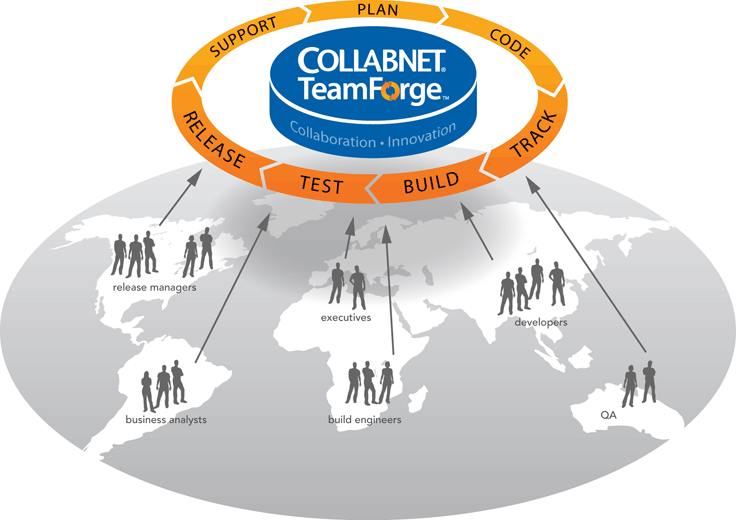 PLAN
SUPPORT
CODE
COLLABNET®
TeamForge™
Collaboration • Innovation
RELEASE
TRACK
TEST
BUILD
release managers
executives
developers
business analysts
build engineers
QA